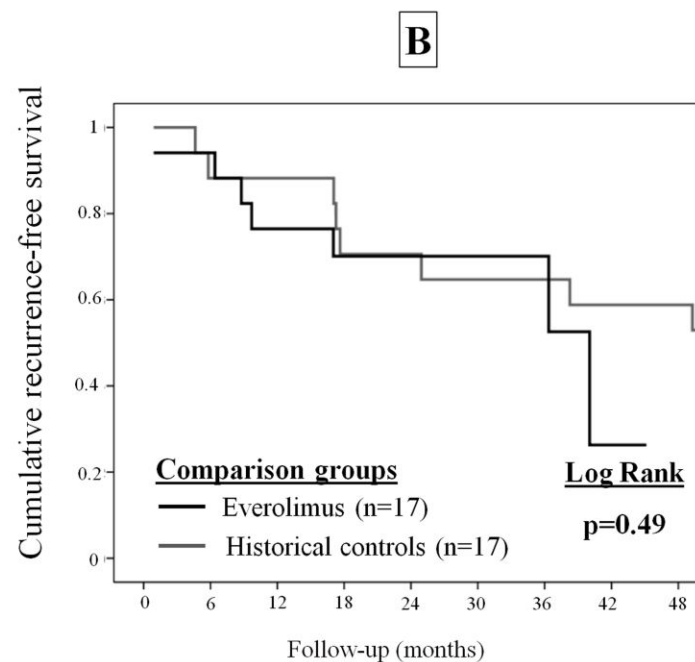 B
Cumulative recurrence-free survival
1
0.8
0.6
0.4
0.2
0
Comparison groups
Everolimus (n=17)
Historical controls (n=17)
Log Rank
p=0.49
0 6 12 18 24 30 36 42 48
Follow-up (months)